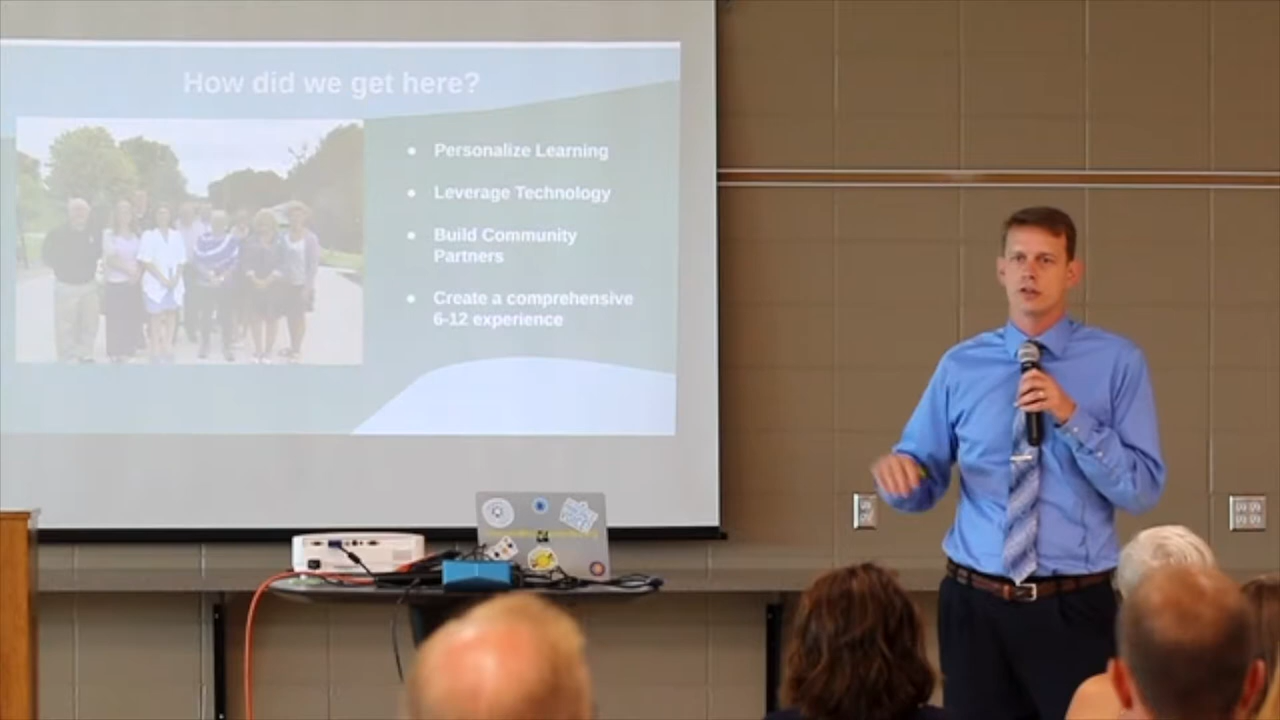 How did we get here?
● Personalize Learning
● Leverage Technology
● Build Community
Partners
● Create a comprehensive
6-12 experience